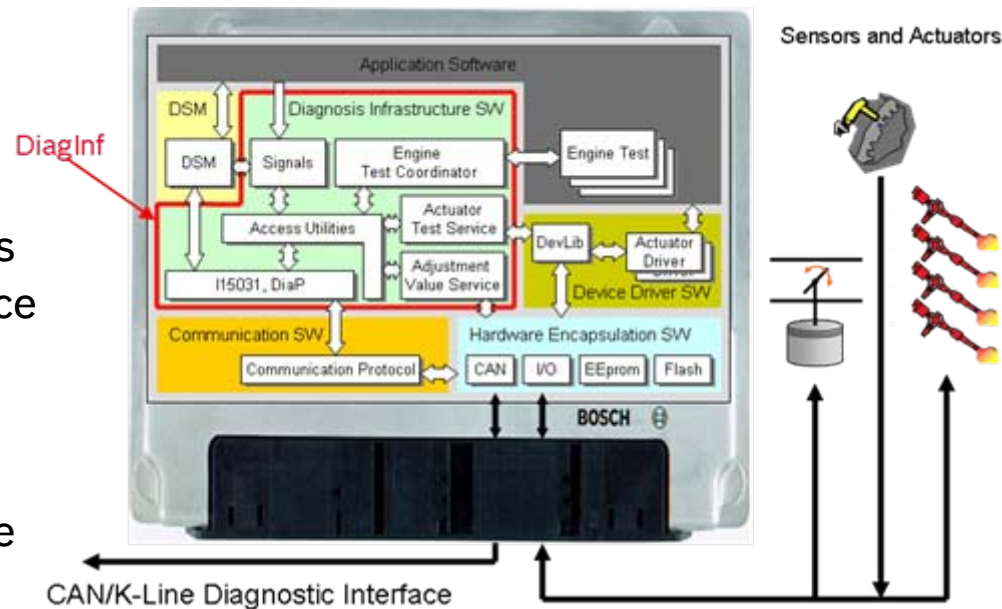 Sensors and Actuators
Application Software
DSM
Diagnosis Infrastructure SW
DiagInf
DSM
Signals
Engine
Test Coordinator
Engine Test
Access Utilities
Actuator
Test Service
DevLib
Actuator
Driver
s
Adjustment
Value Service
I15031, DiaP
Device Driver SW
ce
Communication SW
Hardware Encapsulation SW
Communication Protocol
CAN
I/O
EEprom
Flash
BOSCH
e
CAN/K-Line Diagnostic Interface